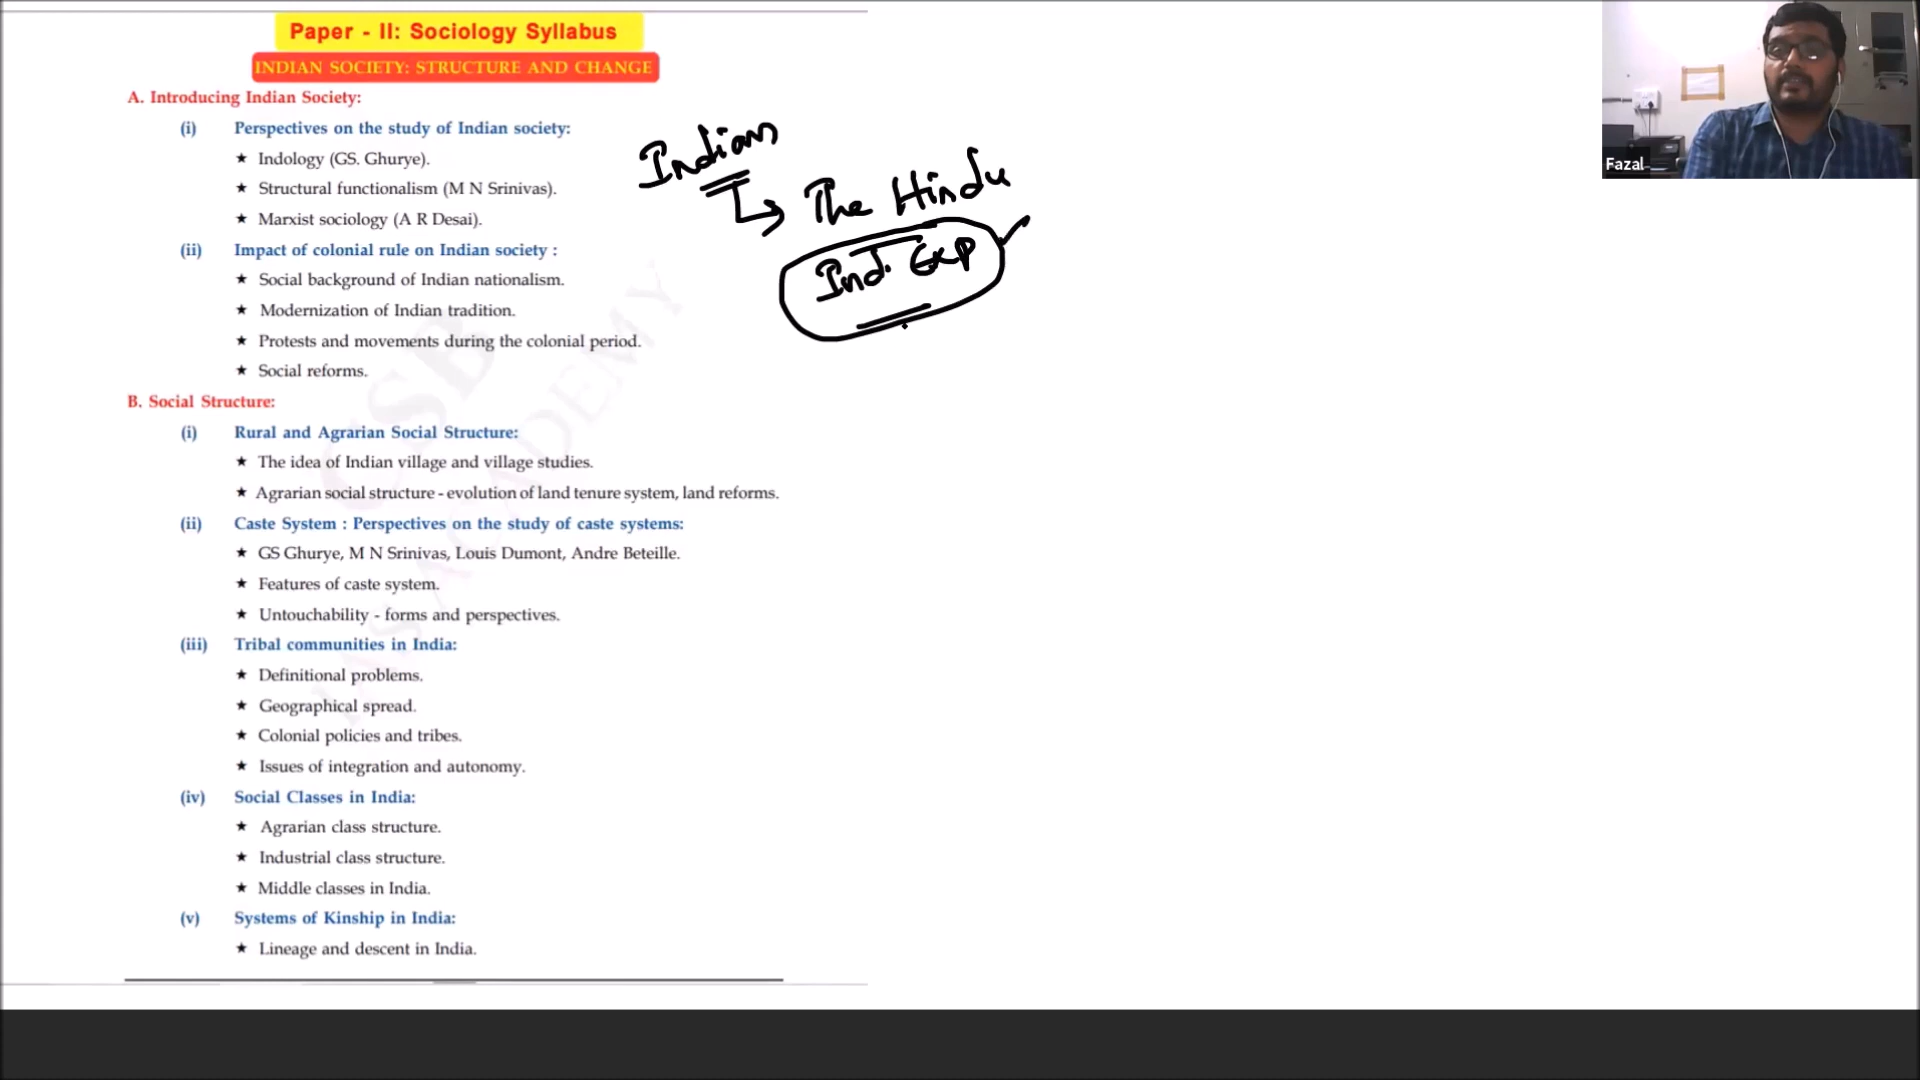 Paper - II: Sociology Syllabus
INDIAN SOCIETY: STRUCTURE AND CHANGE
A. Introducing Indian Society:
(i) Perspectives on the study of Indian society:
★ Indology (GS. Ghurye).
★ Structural functionalism (M N Srinivas).
★ Marxist sociology (A R Desai).
(ii) Impact of colonial rule on Indian society :
★ Social background of Indian nationalism.
★ Modernization of Indian tradition.
★ Protests and movements during the colonial period.
★ Social reforms.
B. Social Structure:
(i) Rural and Agrarian Social Structure:
★ The idea of Indian village and village studies.
★ Agrarian social structure - evolution of land tenure system, land reforms.
(ii) Caste System : Perspectives on the study of caste systems:
★ GS Ghurye, M N Srinivas, Louis Dumont, Andre Beteille.
★ Features of caste system.
★ Untouchability - forms and perspectives.
(iii) Tribal communities in India:
★ Definitional problems.
★ Geographical spread.
★ Colonial policies and tribes.
★ Issues of integration and autonomy.
(iv) Social Classes in India:
★ Agrarian class structure.
★ Industrial class structure.
★ Middle classes in India.
(v) Systems of Kinship in India:
★ Lineage and descent in India.
Indian
The Hindu
Ind. Exp
Fazal
CSB
IAS ACADEMY